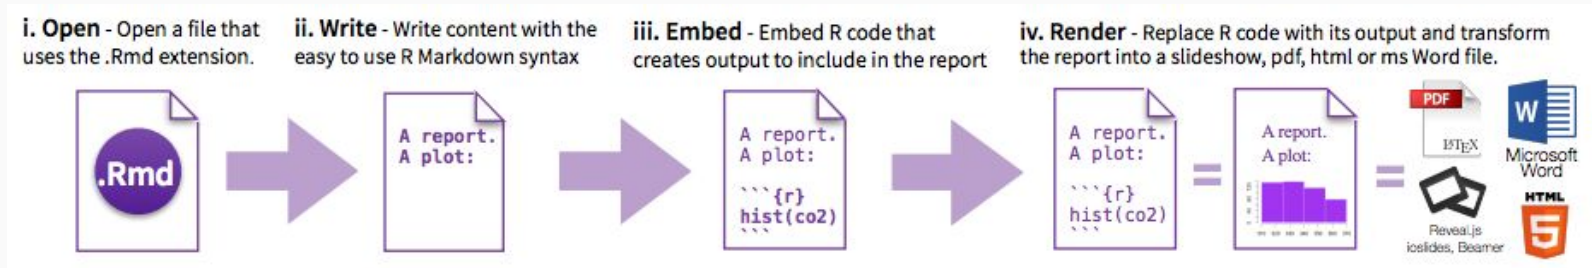 i. Open - Open a file that
uses the .Rmd extension.
ii. Write - Write content with the
easy to use R Markdown syntax
iii. Embed - Embed R code that
creates output to include in the report
iv. Render - Replace R code with its output and transform
the report into a slideshow, pdf, html or ms Word file.
.Rmd
A report.
A plot:
A report.
A plot:
```{r}
hist(co2)
```
A report.
A plot:
```{r}
hist(co2)
```
=
A report.
A plot:
=
PDF
LATEX
W
Microsoft
Word
Reveal.js
ioslides, Beamer
HTML
5